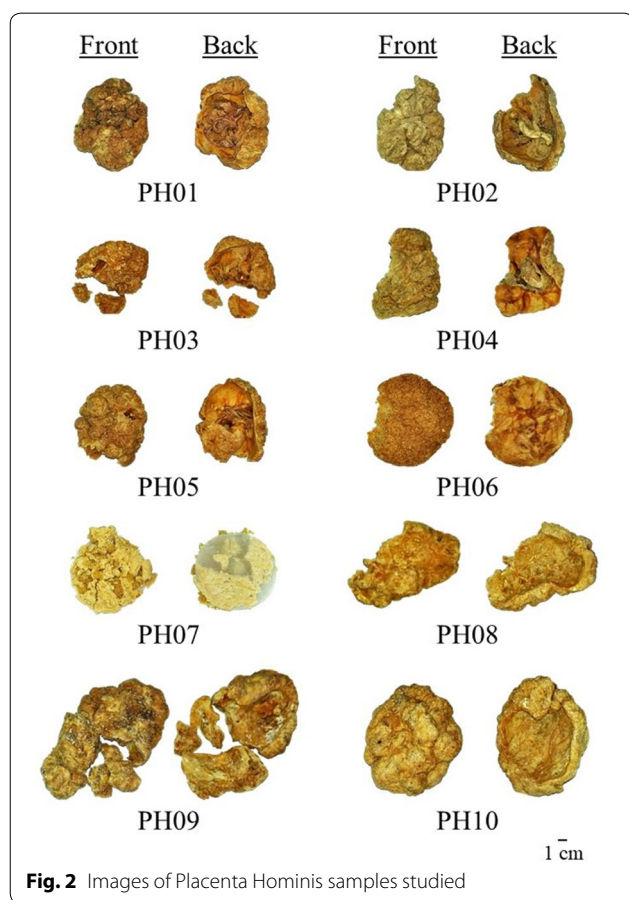 Front Back Front Back
PH01 PH02
PH03 PH04
PH05 PH06
PH07 PH08
PH09 PH10
1 cm
Fig. 2 Images of Placenta Hominis samples studied